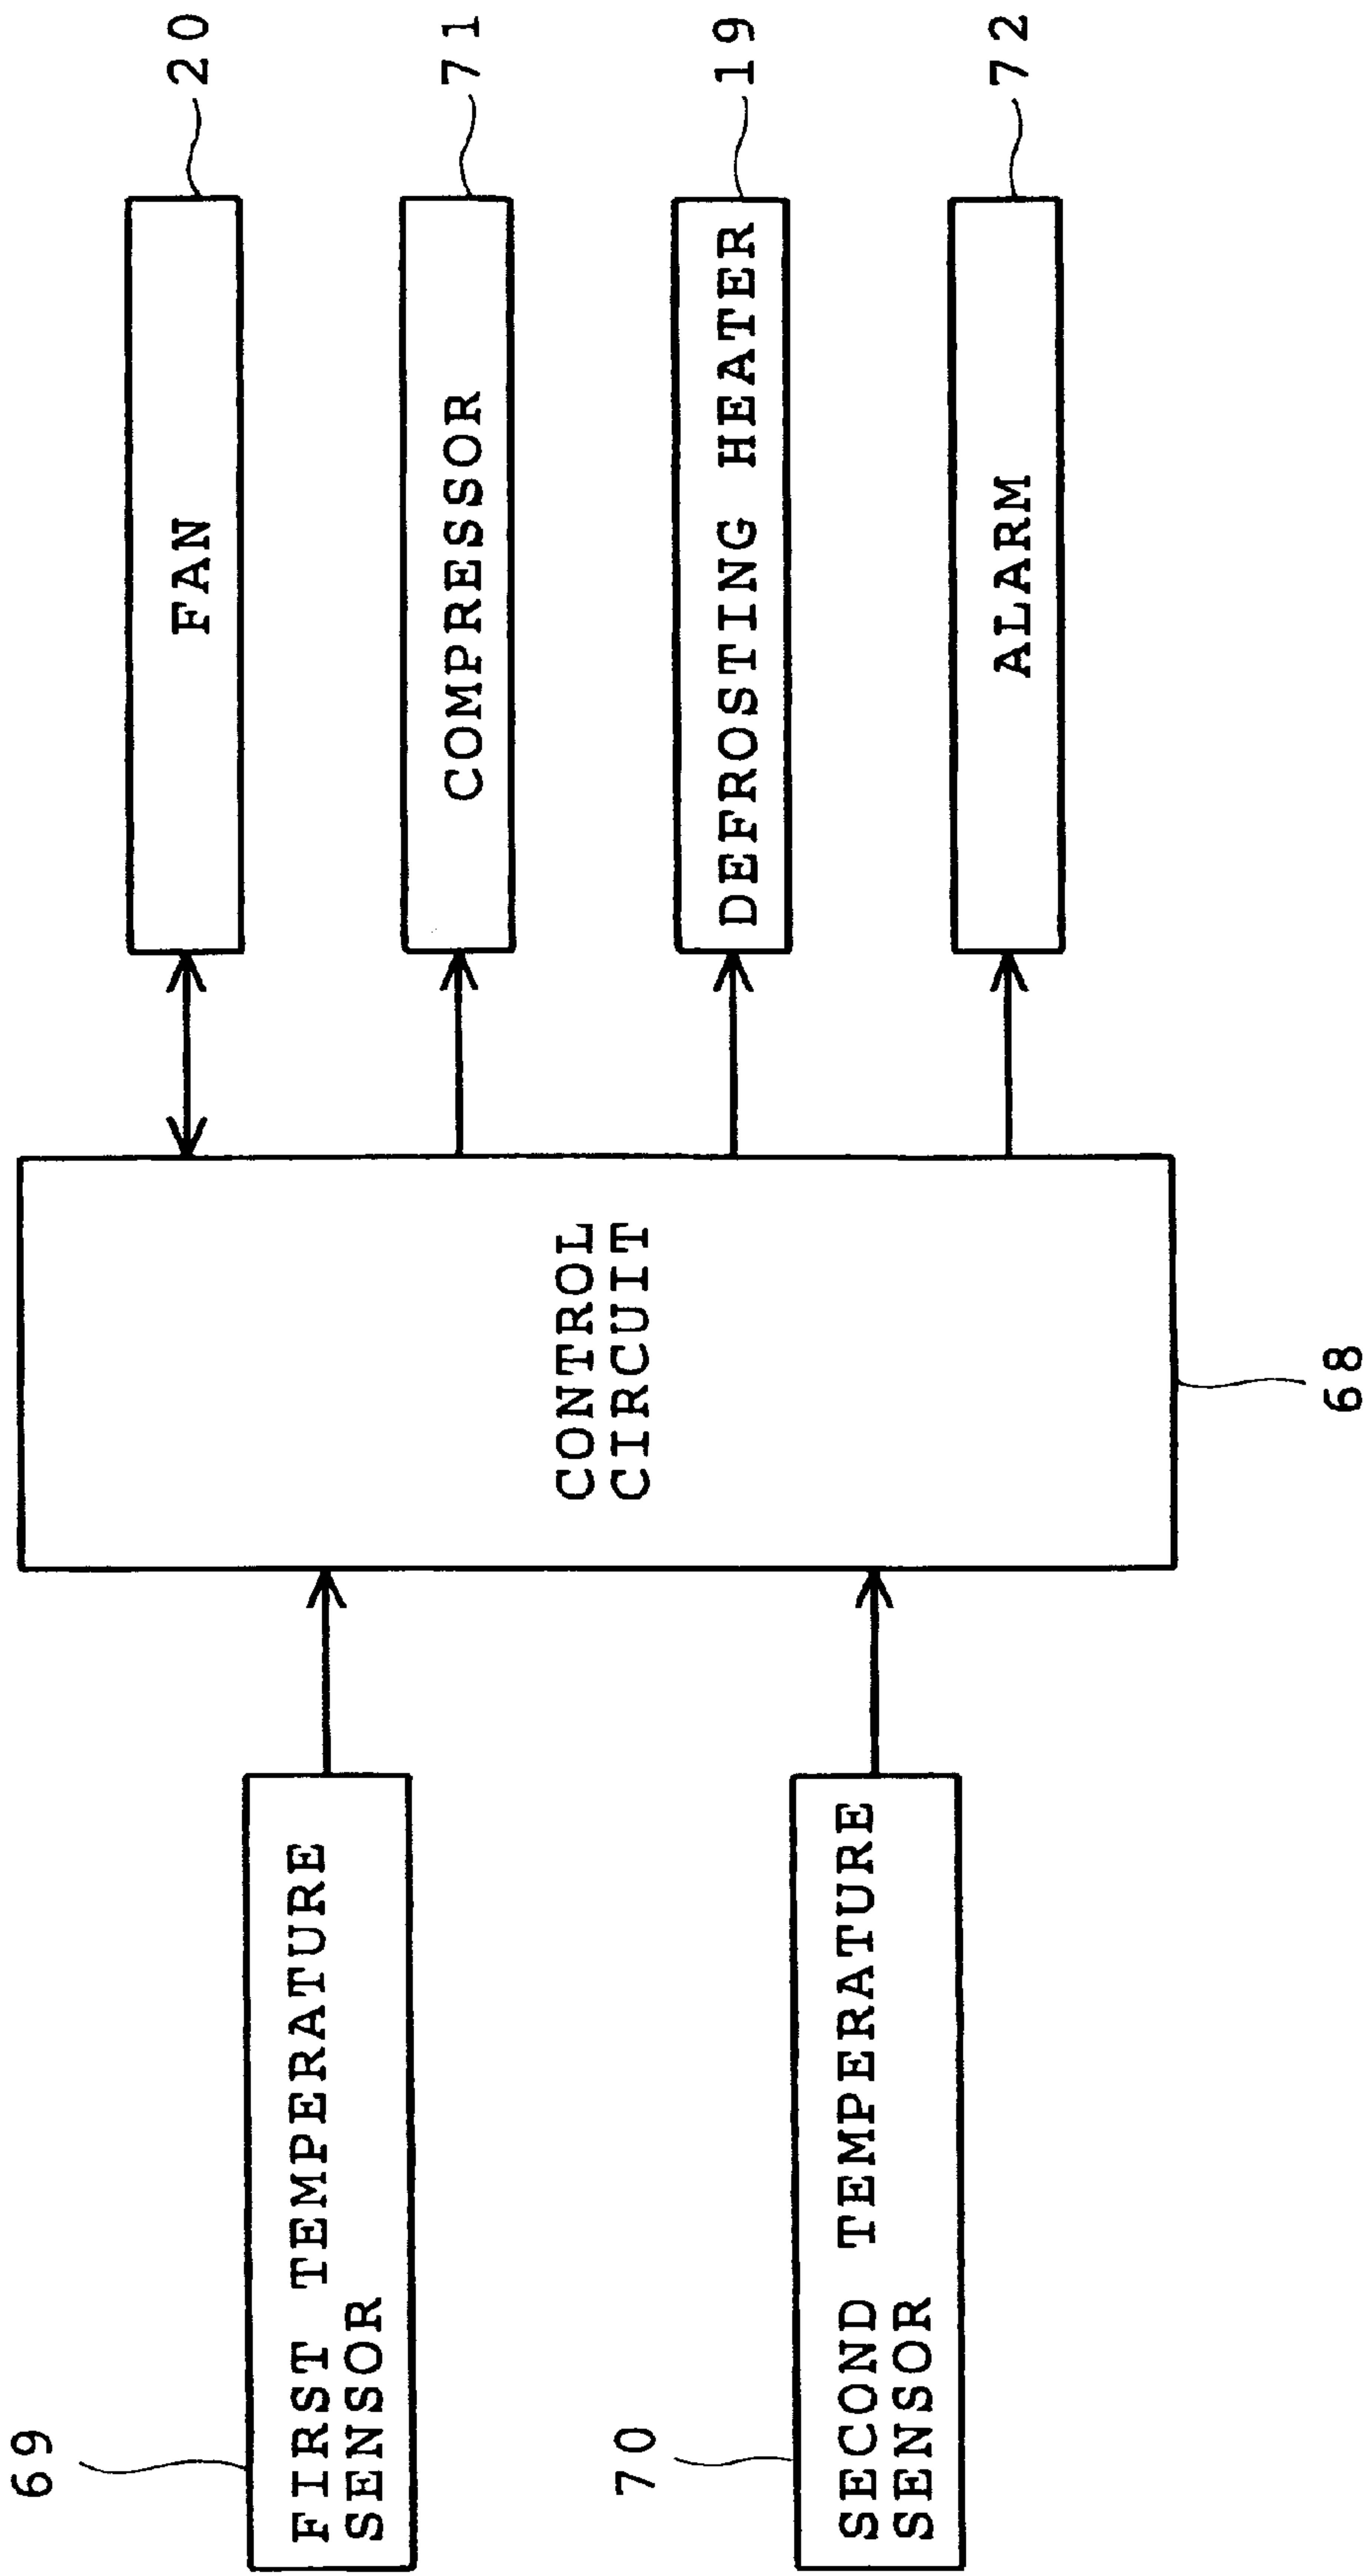 69
FIRST TEMPERATURE
SENSOR
70
SECOND TEMPERATURE
SENSOR
CONTROL
CIRCUIT
68
FAN
20
COMPRESSOR
71
DEFROSTING HEATER
19
ALARM
72